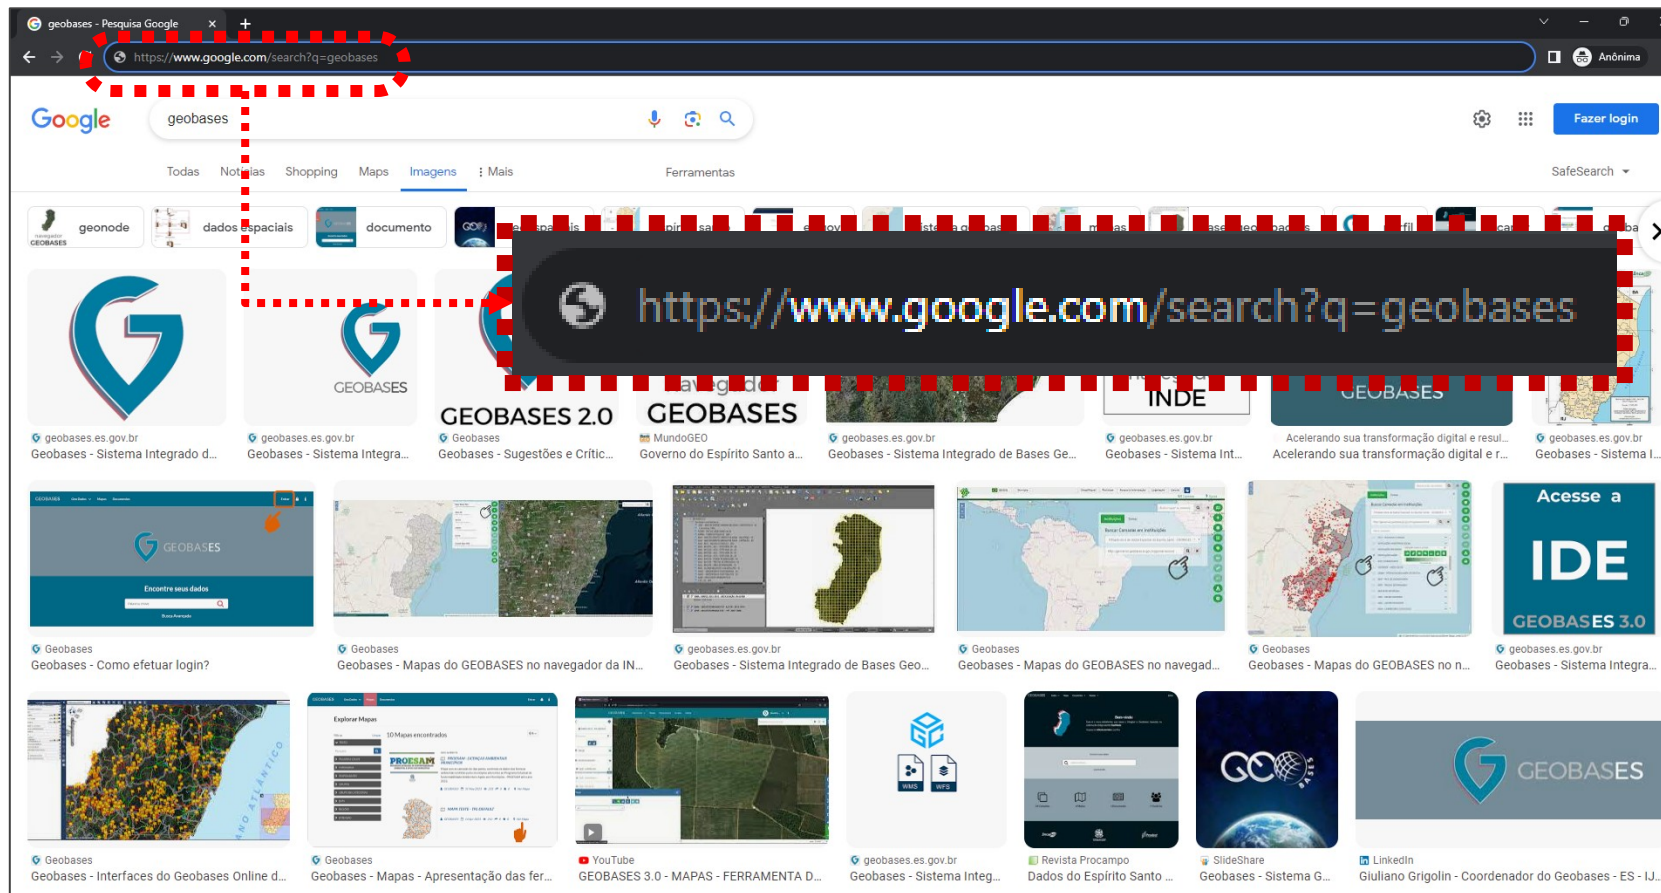 geobases - Pesquisa Google
https://www.google.com/search?q=geobases
Anônima
Google
geobases
Fazer login
Todas
Notícias
Shopping
Maps
Imagens
Mais
Ferramentas
SafeSearch
geonode
dados espaciais
documento
https://www.google.com/search?q=geobases
GEOBASES
GEOBASES 2.0
navegador
GEOBASES
INDE
GEOBASES
geobases.es.gov.br
Geobases - Sistema Integrado d...
geobases.es.gov.br
Geobases - Sistema Integra...
Geobases
Geobases - Sugestões e Crític...
MundoGEO
Governo do Espírito Santo a...
geobases.es.gov.br
Geobases - Sistema Integrado de Bases Ge...
geobases.es.gov.br
Geobases - Sistema Int...
Acelerando sua transformação digital e resul...
Acelerando sua transformação digital e r...
geobases.es.gov.br
Geobases - Sistema I...
GEOBASES
Encontre seus dados
Busca Avançada
Acesse a
IDE
GEOBASES 3.0
Geobases
Geobases - Como efetuar login?
Geobases
Geobases - Mapas do GEOBASES no navegador da IN...
geobases.es.gov.br
Geobases - Sistema Integrado de Bases Geo...
Geobases
Geobases - Mapas do GEOBASES no navegad...
Geobases
Geobases - Mapas do GEOBASES no n...
geobases.es.gov.br
Geobases - Sistema Integra...
Explorar Mapas
10 Mapas encontrados
PROESAM
WMS
WFS
GEOBASES
Geobases
Geobases - Interfaces do Geobases Online d...
Geobases
Geobases - Mapas - Apresentação das fer...
YouTube
GEOBASES 3.0 - MAPAS - FERRAMENTA D...
geobases.es.gov.br
Geobases - Sistema Integ...
Revista Procampo
Dados do Espírito Santo ...
SlideShare
Geobases - Sistema G...
LinkedIn
Giuliano Grigolin - Coordenador do Geobases - ES - IJ...